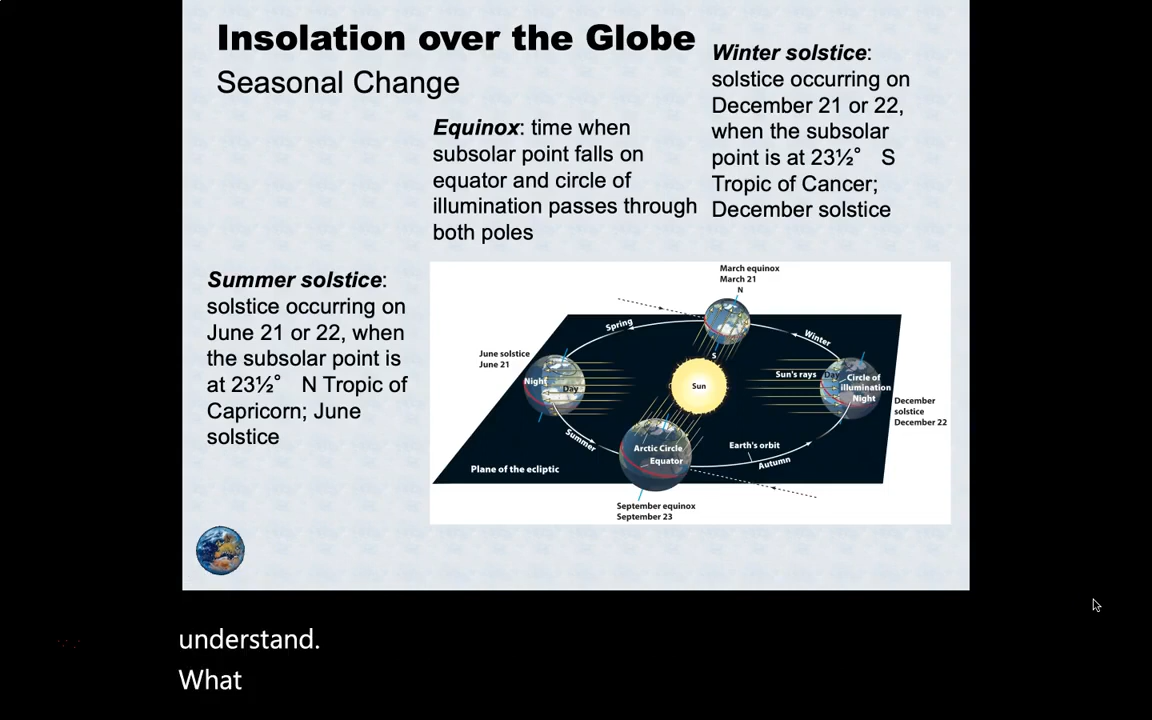 Insolation over the Globe
Seasonal Change
Equinox: time when
subsolar point falls on
equator and circle of
illumination passes through
both poles
Winter solstice:
solstice occurring on
December 21 or 22,
when the subsolar
point is at 23½° S
Tropic of Cancer;
December solstice
Summer solstice:
solstice occurring on
June 21 or 22, when
the subsolar point is
at 23½° N Tropic of
Capricorn; June
solstice
March equinox
March 21
N
Spring
Winter
S
June solstice
June 21
Night
Day
Sun
Sun's rays
Day
Circle of
illumination
Night
December
solstice
December 22
Summer
Arctic Circle
Equator
Earth's orbit
Autumn
Plane of the ecliptic
September equinox
September 23
understand.
What